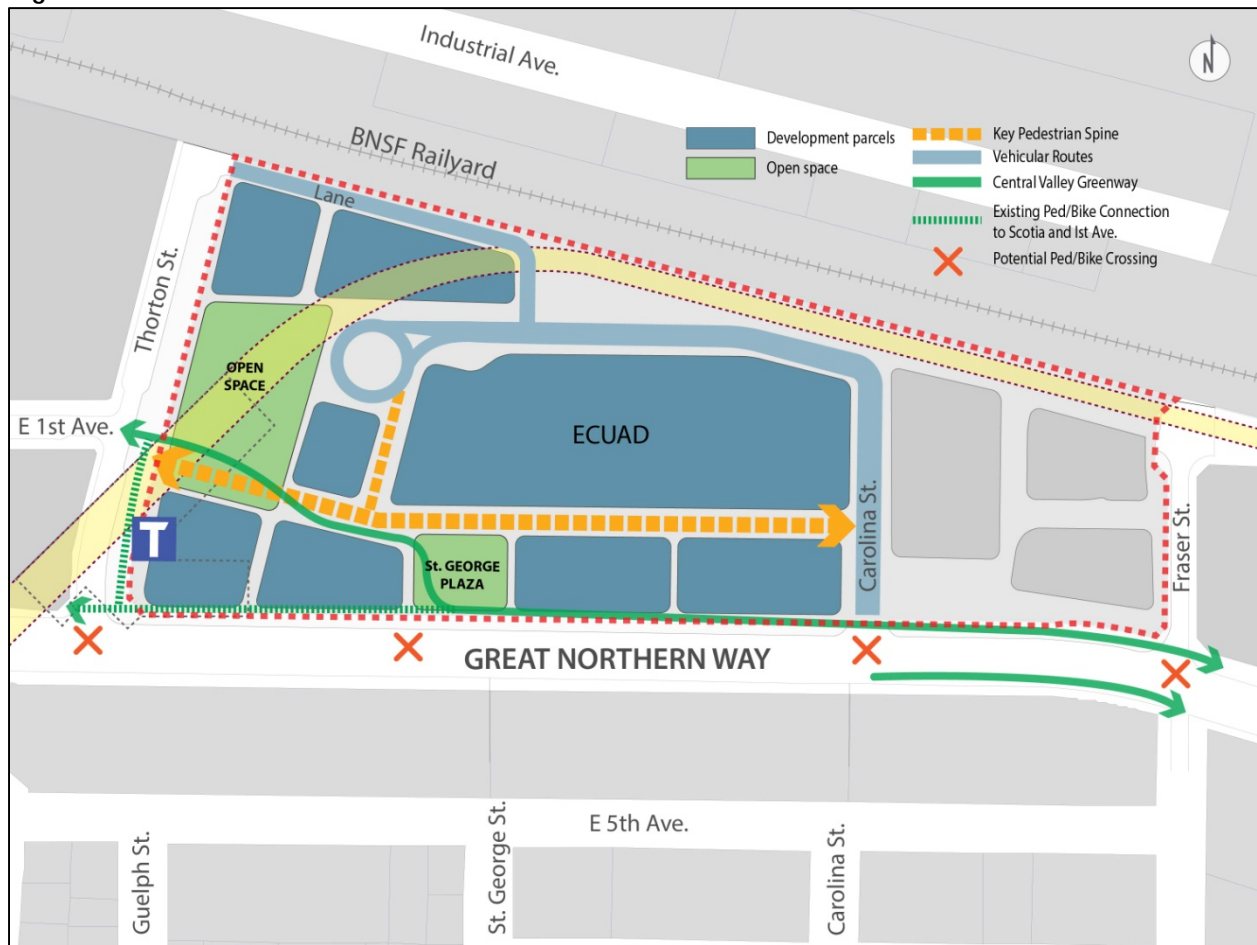 Industrial Ave.
N
BNSF Railyard
Development parcels
Open space
Key Pedestrian Spine
Vehicular Routes
Central Valley Greenway
Existing Ped/Bike Connection
to Scotia and Ist Ave.
Potential Ped/Bike Crossing
Lane
Thorton St.
OPEN
SPACE
E 1st Ave.
ECUAD
Carolina St.
Fraser St.
T
St. GEORGE
PLAZA
GREAT NORTHERN WAY
E 5th Ave.
Guelph St.
St. George St.
Carolina St.